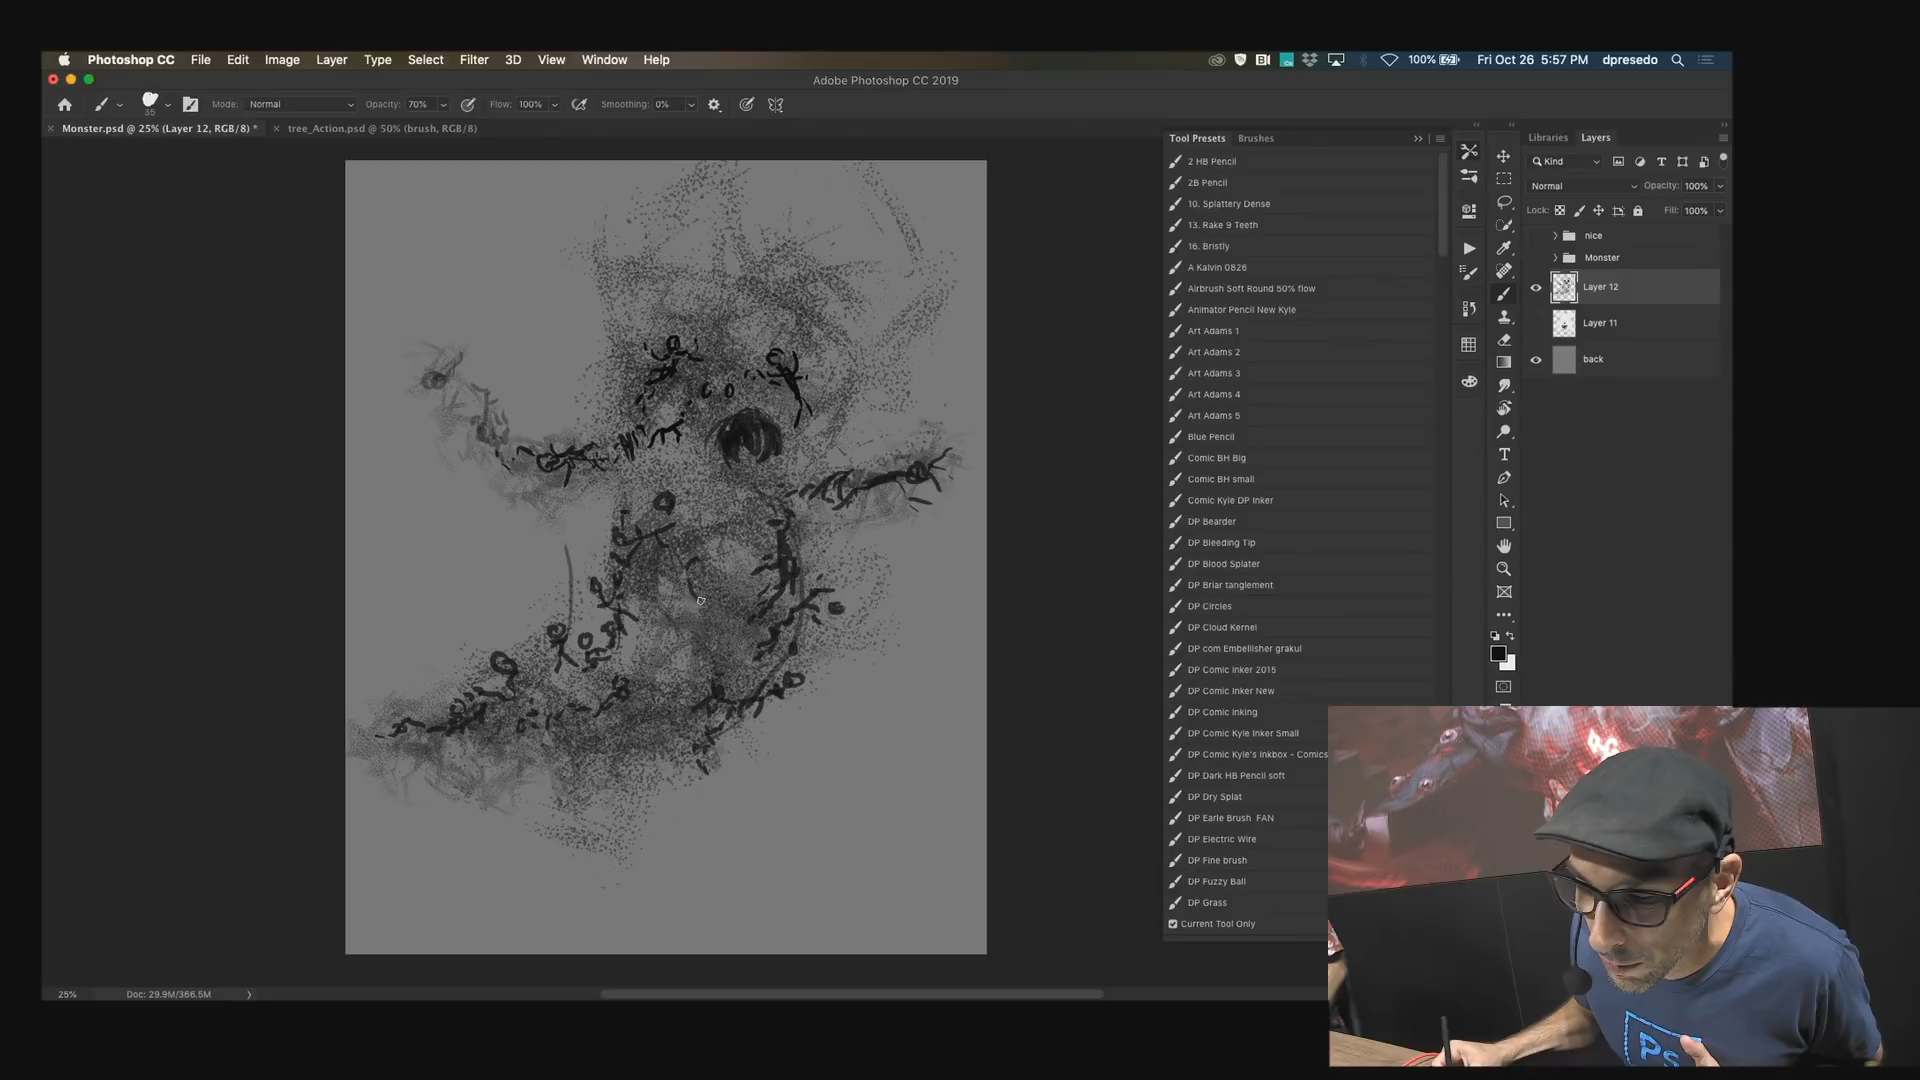 Photoshop CC File Edit Image Layer Type Select Filter 3D View Window Help 100% Fri Oct 26 5:57 PM dpresedo
Adobe Photoshop CC 2019
35 Mode: Normal Opacity: 70% Flow: 100% Smoothing: 0%
Monster.psd @ 25% (Layer 12, RGB/8) * tree_Action.psd @ 50% (brush, RGB/8)
Tool Presets Brushes
2 HB Pencil
2B Pencil
10. Splattery Dense
13. Rake 9 Teeth
16. Bristly
A Kalvin 0826
Airbrush Soft Round 50% flow
Animator Pencil New Kyle
Art Adams 1
Art Adams 2
Art Adams 3
Art Adams 4
Art Adams 5
Blue Pencil
Comic BH Big
Comic BH small
Comic Kyle DP Inker
DP Bearder
DP Bleeding Tip
DP Blood Splater
DP Briar tanglement
DP Circles
DP Cloud Kernel
DP com Embellisher grakul
DP Comic Inker 2015
DP Comic Inker New
DP Comic inking
DP Comic Kyle Inker Small
DP Comic Kyle's Inkbox - Comics
DP Dark HB Pencil soft
DP Dry Splat
DP Earle Brush FAN
DP Electric Wire
DP Fine brush
DP Fuzzy Ball
DP Grass
Current Tool Only
Libraries Layers
Kind
Normal Opacity: 100%
Lock: Fill: 100%
nice
Monster
Layer 12
Layer 11
back
25% Doc: 29.9M/366.5M
Ps